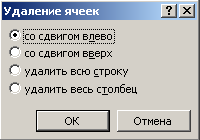 Удаление ячеек
со сдвигом влево
со сдвигом вверх
удалить всю строку
удалить весь столбец
ОК
Отмена